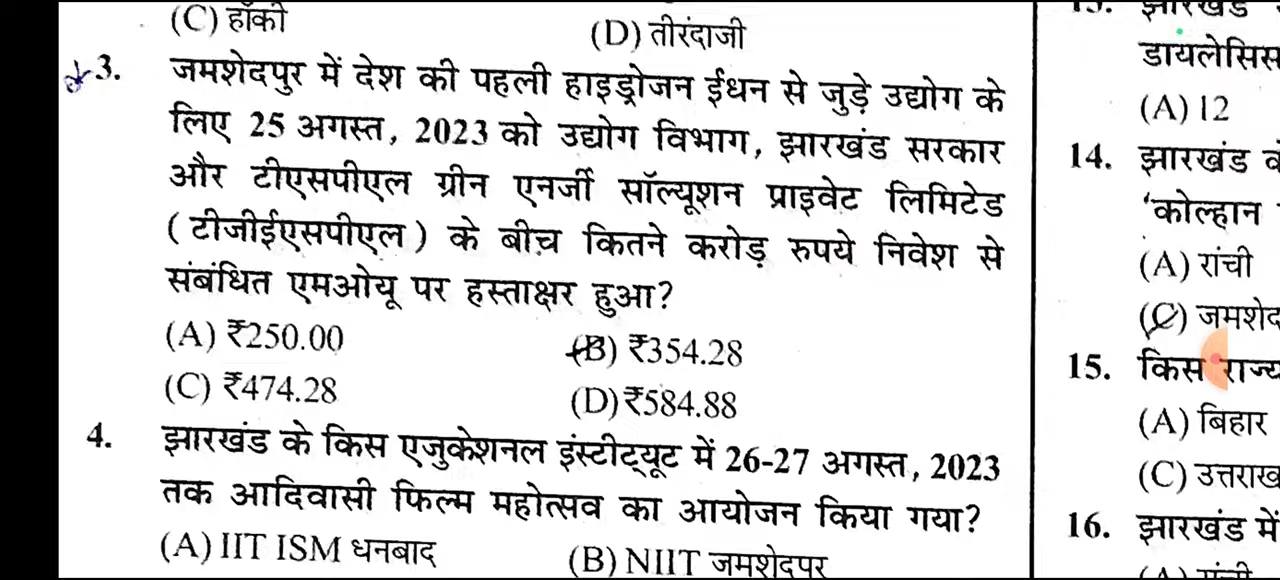 (C) हॉकी
(D) तीरंदाजी
3. जमशेदपुर में देश की पहली हाइड्रोजन ईंधन से जुड़े उद्योग के
लिए 25 अगस्त, 2023 को उद्योग विभाग, झारखंड सरकार
और टीएसपीएल ग्रीन एनर्जी सॉल्यूशन प्राइवेट लिमिटेड
(टीजीईएसपीएल) के बीच कितने करोड़ रुपये निवेश से
संबंधित एमओयू पर हस्ताक्षर हुआ?
(A) ₹250.00
(B) ₹354.28
(C) ₹474.28
(D) ₹584.88
4. झारखंड के किस एजुकेशनल इंस्टीट्यूट में 26-27 अगस्त, 2023
तक आदिवासी फिल्म महोत्सव का आयोजन किया गया?
(A) IIT ISM धनबाद
(B) NIIT जमशेदपुर
झारखंड
डायलेसिस
(A) 12
14. झारखंड
'कोल्हान
(A) रांची
(C) जमशेद
15. किस राज्य
(A) बिहार
(C) उत्तराख
16. झारखंड में